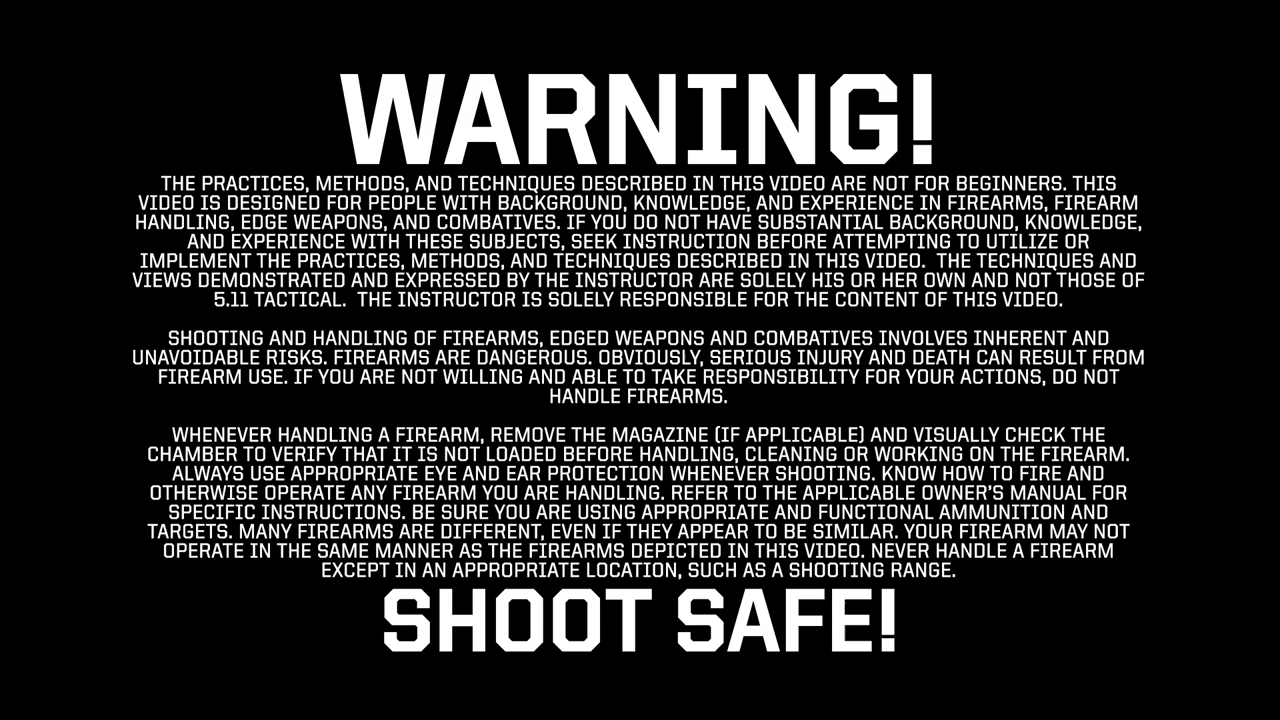 WARNING!
THE PRACTICES, METHODS, AND TECHNIQUES DESCRIBED IN THIS VIDEO ARE NOT FOR BEGINNERS. THIS
VIDEO IS DESIGNED FOR PEOPLE WITH BACKGROUND, KNOWLEDGE, AND EXPERIENCE IN FIREARMS, FIREARM
HANDLING, EDGE WEAPONS, AND COMBATIVES. IF YOU DO NOT HAVE SUBSTANTIAL BACKGROUND, KNOWLEDGE,
AND EXPERIENCE WITH THESE SUBJECTS, SEEK INSTRUCTION BEFORE ATTEMPTING TO UTILIZE OR
IMPLEMENT THE PRACTICES, METHODS, AND TECHNIQUES DESCRIBED IN THIS VIDEO. THE TECHNIQUES AND
VIEWS DEMONSTRATED AND EXPRESSED BY THE INSTRUCTOR ARE SOLELY HIS OR HER OWN AND NOT THOSE OF
5.11 TACTICAL. THE INSTRUCTOR IS SOLELY RESPONSIBLE FOR THE CONTENT OF THIS VIDEO.
SHOOTING AND HANDLING OF FIREARMS, EDGED WEAPONS AND COMBATIVES INVOLVES INHERENT AND
UNAVOIDABLE RISKS. FIREARMS ARE DANGEROUS. OBVIOUSLY, SERIOUS INJURY AND DEATH CAN RESULT FROM
FIREARM USE. IF YOU ARE NOT WILLING AND ABLE TO TAKE RESPONSIBILITY FOR YOUR ACTIONS, DO NOT
HANDLE FIREARMS.
WHENEVER HANDLING A FIREARM, REMOVE THE MAGAZINE (IF APPLICABLE) AND VISUALLY CHECK THE
CHAMBER TO VERIFY THAT IT IS NOT LOADED BEFORE HANDLING, CLEANING OR WORKING ON THE FIREARM.
ALWAYS USE APPROPRIATE EYE AND EAR PROTECTION WHENEVER SHOOTING. KNOW HOW TO FIRE AND
OTHERWISE OPERATE ANY FIREARM YOU ARE HANDLING. REFER TO THE APPLICABLE OWNER'S MANUAL FOR
SPECIFIC INSTRUCTIONS. BE SURE YOU ARE USING APPROPRIATE AND FUNCTIONAL AMMUNITION AND
TARGETS. MANY FIREARMS ARE DIFFERENT, EVEN IF THEY APPEAR TO BE SIMILAR. YOUR FIREARM MAY NOT
OPERATE IN THE SAME MANNER AS THE FIREARMS DEPICTED IN THIS VIDEO. NEVER HANDLE A FIREARM
EXCEPT IN AN APPROPRIATE LOCATION, SUCH AS A SHOOTING RANGE.
SHOOT SAFE!